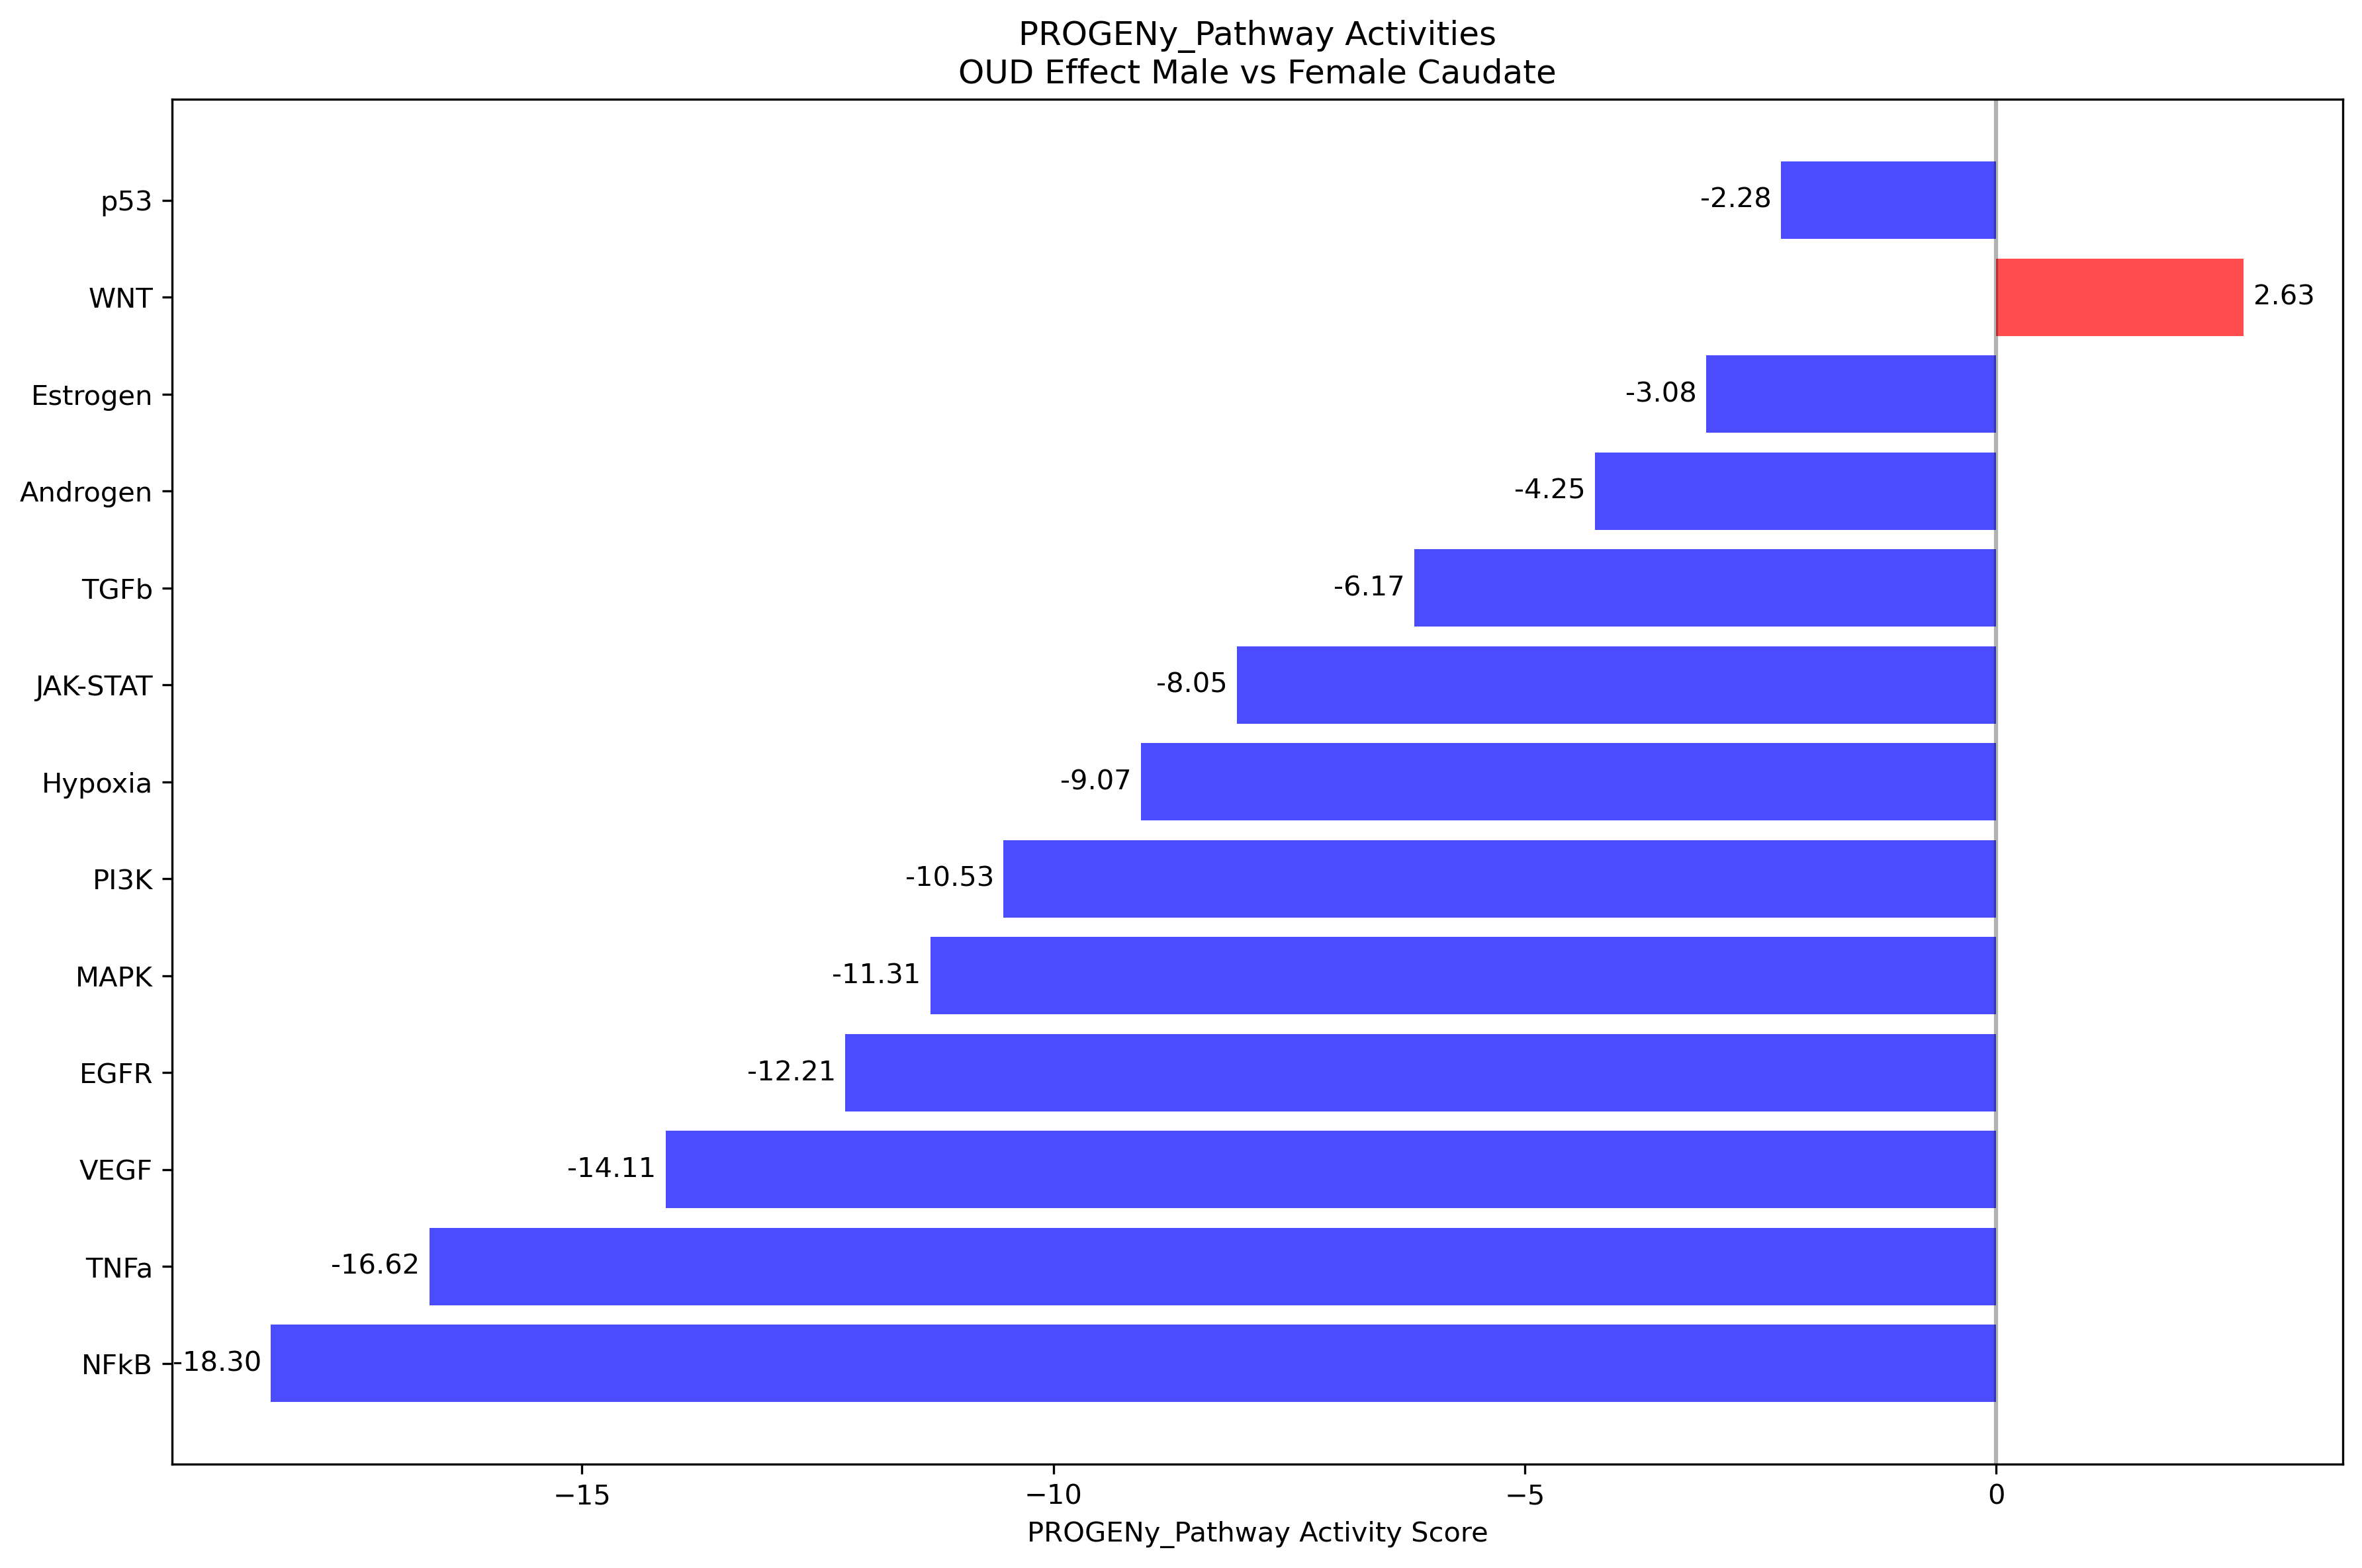 PROGENy_Pathway Activities
OUD Effect Male vs Female Caudate
p53
-2.28
WNT
2.63
Estrogen
-3.08
Androgen
-4.25
TGFb
-6.17
JAK-STAT
-8.05
Hypoxia
-9.07
PI3K
-10.53
MAPK
-11.31
EGFR
-12.21
VEGF
-14.11
TNFa
-16.62
NFkB
-18.30
−15 −10 −5 0
PROGENy_Pathway Activity Score